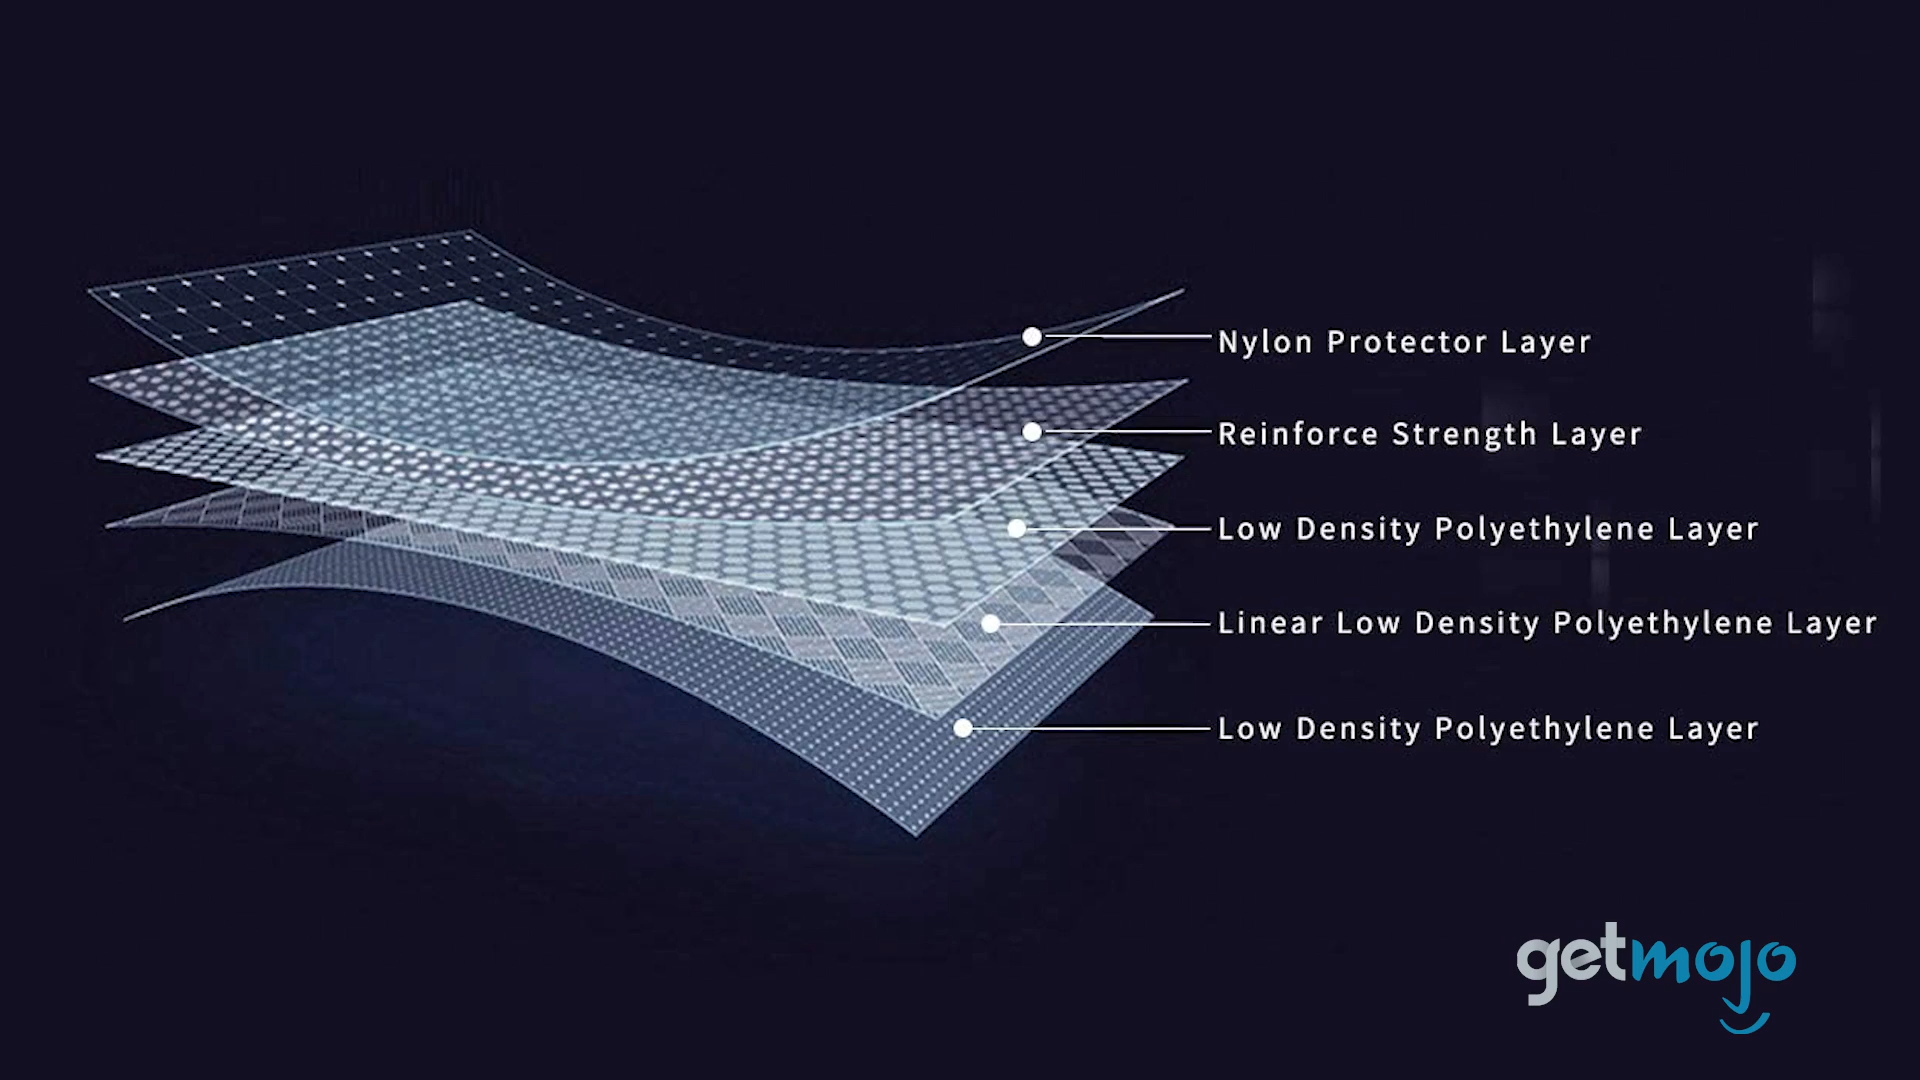 Nylon Protector Layer
Reinforce Strength Layer
Low Density Polyethylene Layer
Linear Low Density Polyethylene Layer
Low Density Polyethylene Layer
getmojo